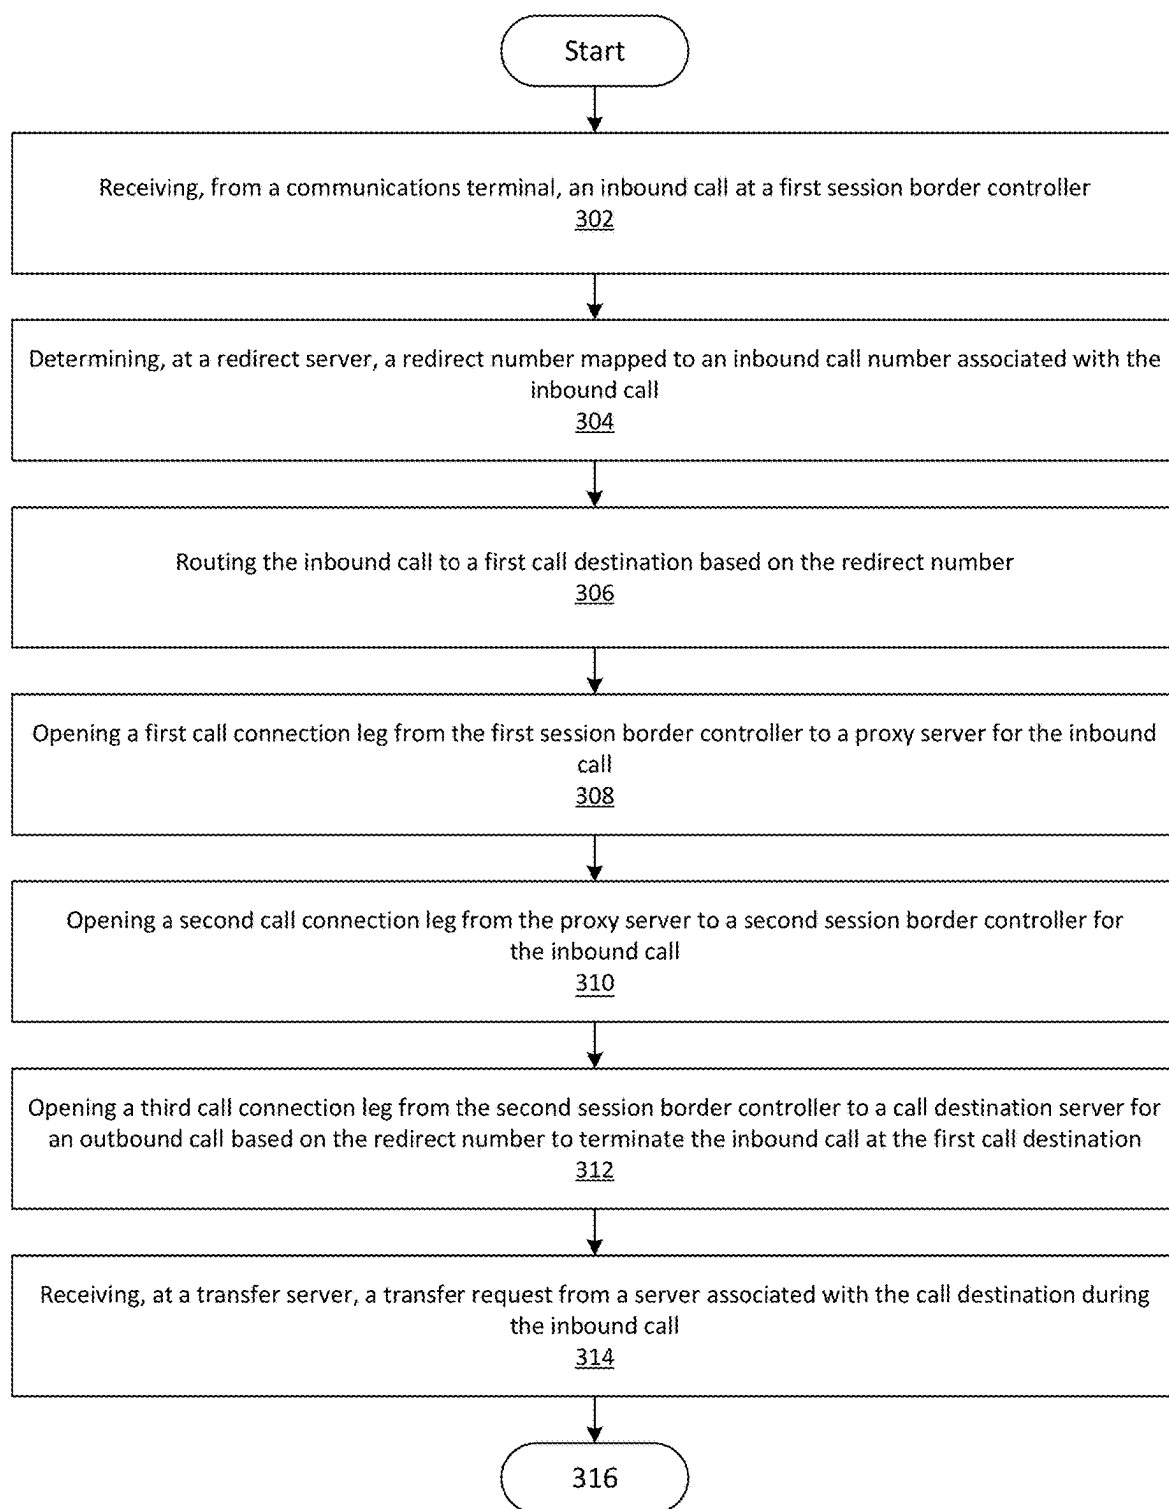 Start
Receiving, from a communications terminal, an inbound call at a first session border controller
302
Determining, at a redirect server, a redirect number mapped to an inbound call number associated with the
inbound call
304
Routing the inbound call to a first call destination based on the redirect number
306
Opening a first call connection leg from the first session border controller to a proxy server for the inbound
call
308
Opening a second call connection leg from the proxy server to a second session border controller for
the inbound call
310
Opening a third call connection leg from the second session border controller to a call destination server for
an outbound call based on the redirect number to terminate the inbound call at the first call destination
312
Receiving, at a transfer server, a transfer request from a server associated with the call destination during
the inbound call
314
316